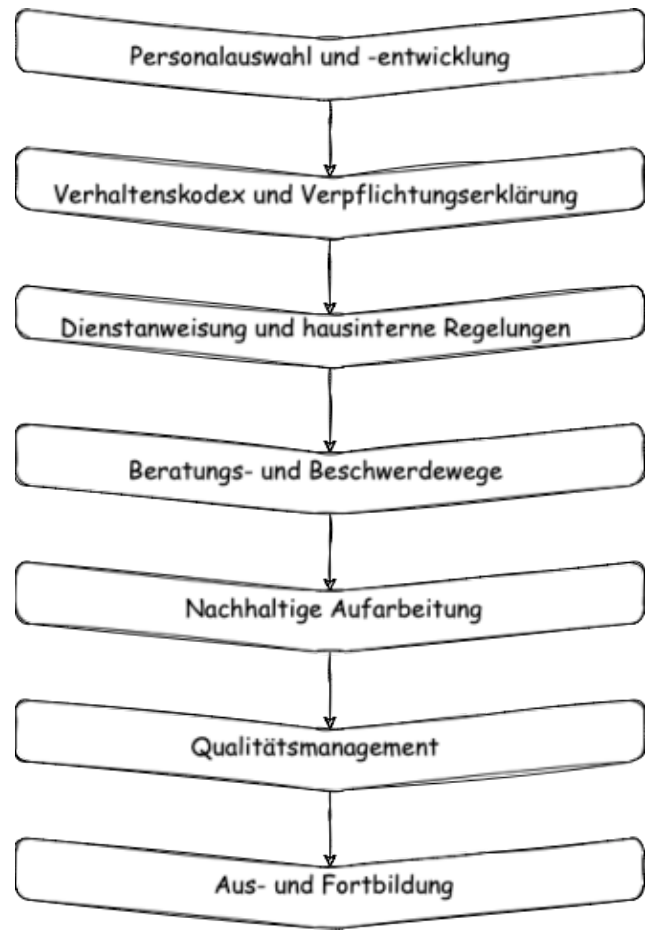 Personalauswahl und -entwicklung
Verhaltenskodex und Verpflichtungserklärung
Dienstanweisung und hausinterne Regelungen
Beratungs- und Beschwerdewege
Nachhaltige Aufarbeitung
Qualitätsmanagement
Aus- und Fortbildung